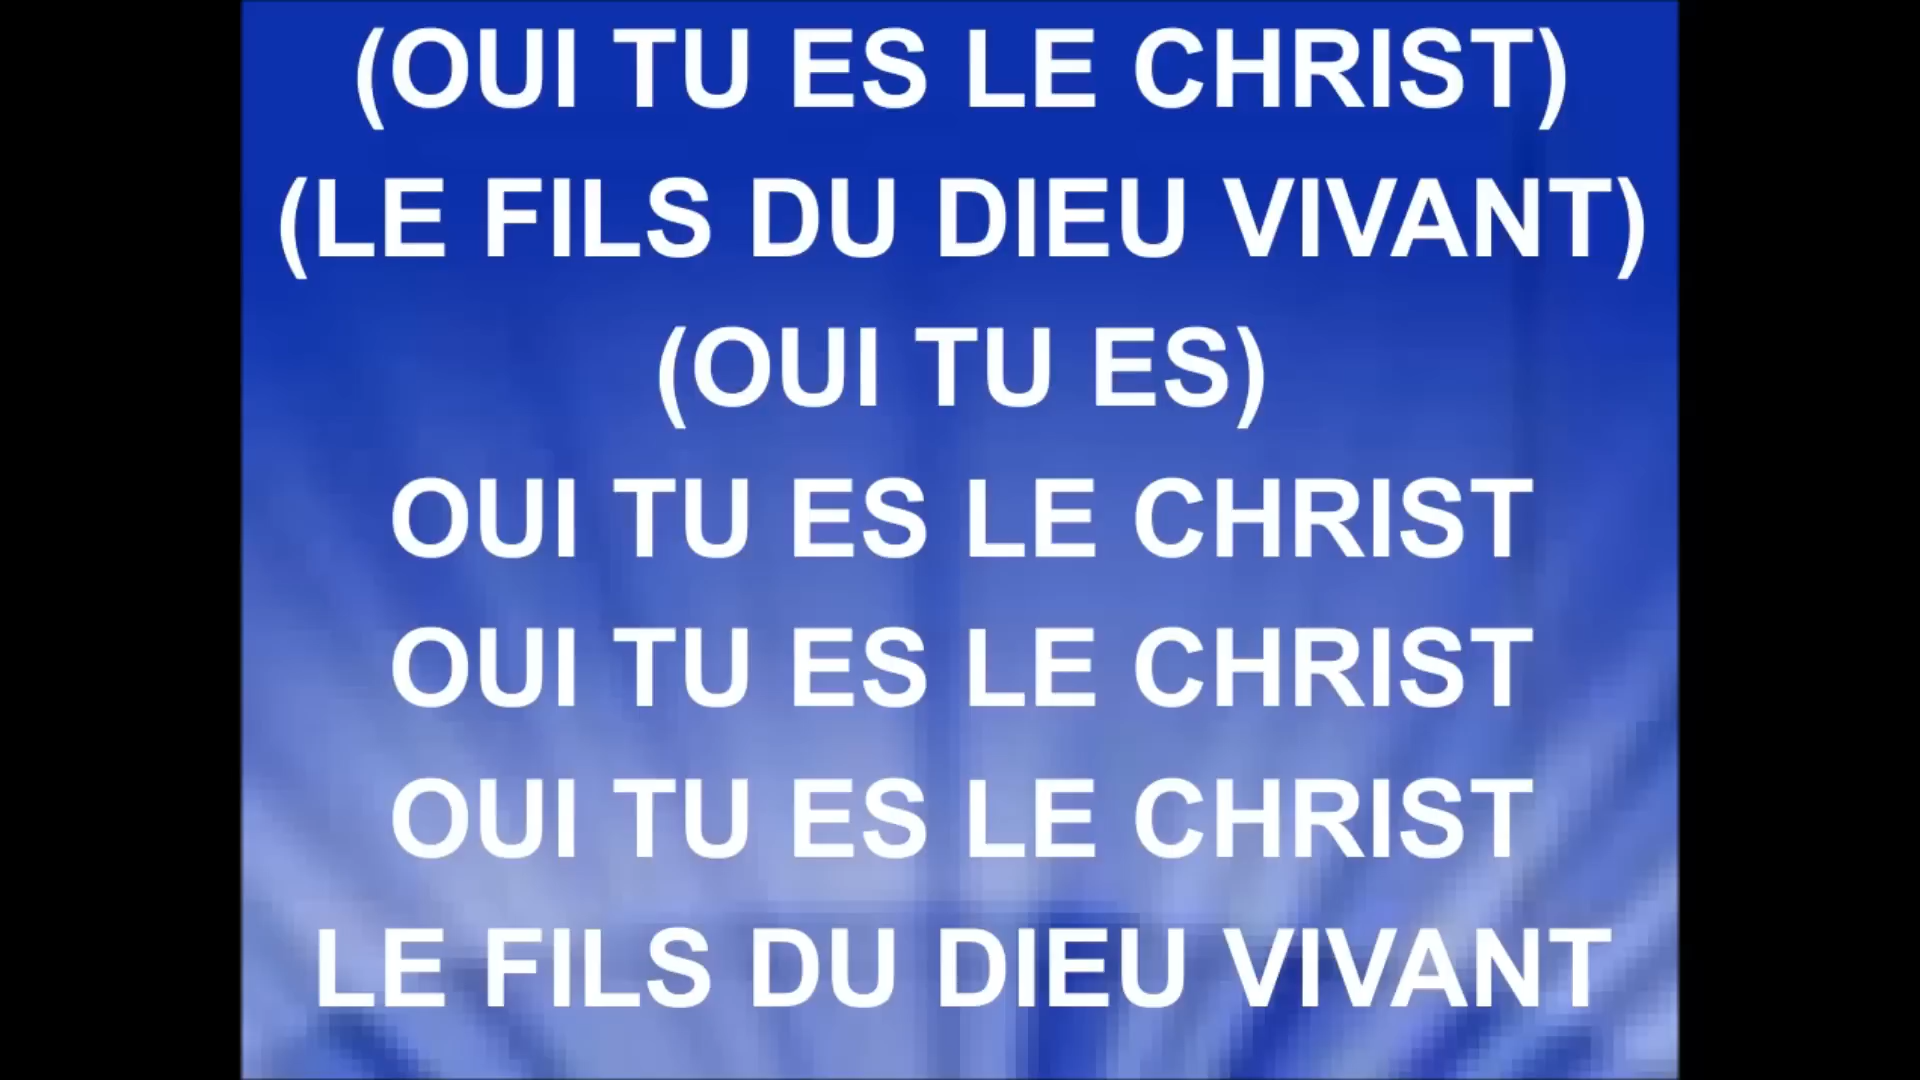 (OUI TU ES LE CHRIST)
(LE FILS DU DIEU VIVANT)
(OUI TU ES)
OUI TU ES LE CHRIST
OUI TU ES LE CHRIST
OUI TU ES LE CHRIST
LE FILS DU DIEU VIVANT